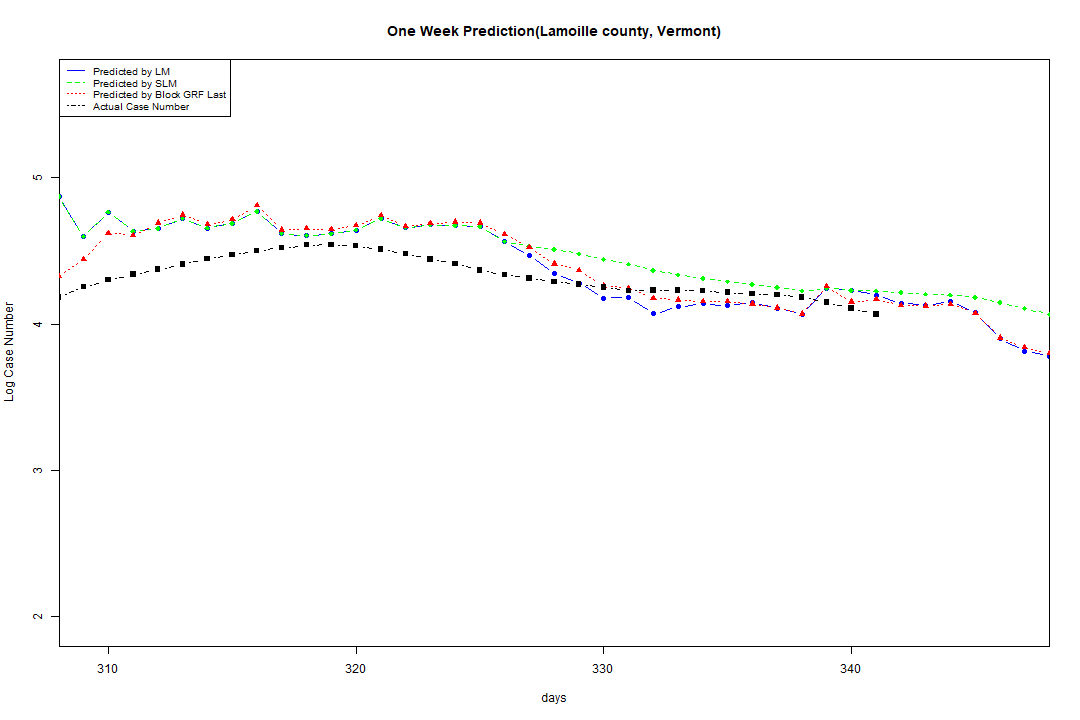 One Week Prediction(Lamoille county, Vermont)
Predicted by LM
Predicted by SLM
Predicted by Block GRF Last
Actual Case Number
5
4
3
2
Log Case Number
310 320 330 340
days